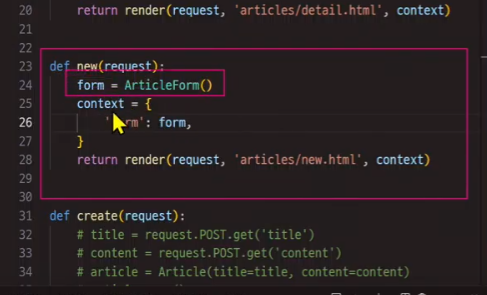 20 return render(request, 'articles/detail.html', context)
21
22
23 def new(request):
24 form = ArticleForm()
25 context = {
26 rm': form,
27 }
28 return render(request, 'articles/new.html', context)
29
30
31 def create(request):
32 # title = request.POST.get('title')
33 # content = request.POST.get('content')
34 # article = Article(title=title, content=content)